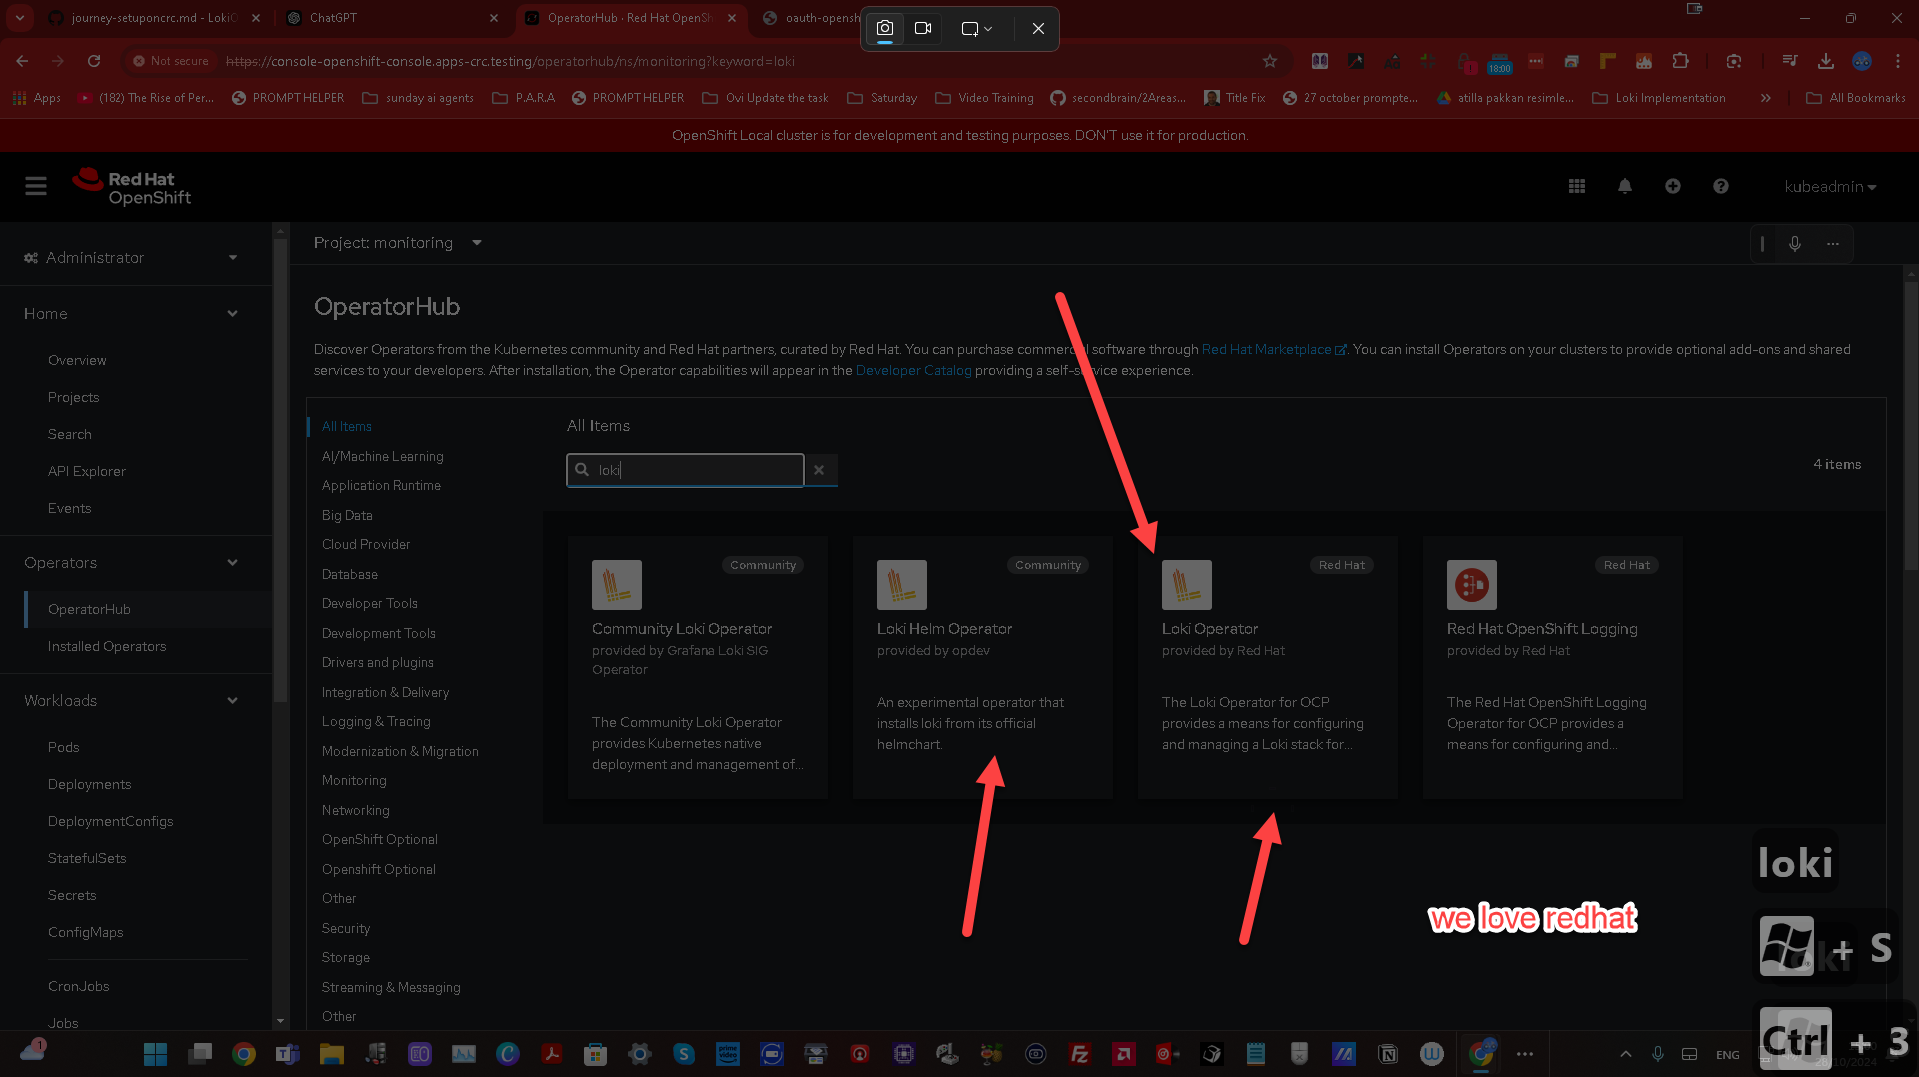 journey-setuponcrc.md - Loki
ChatGPT
OperatorHub · Red Hat OpenSh
oauth-opensh
Not secure
https://console-openshift-console.apps-crc.testing/operatorhub/ns/monitoring?keyword=loki
18:00
Apps
(182) The Rise of Per...
PROMPT HELPER
sunday ai agents
P.A.R.A
PROMPT HELPER
Ovi Update the task
Saturday
Video Training
secondbrain/2Areas...
Title Fix
27 october prompte...
atilla pakkan resimle...
Loki Implementation
All Bookmarks
OpenShift Local cluster is for development and testing purposes. DON'T use it for production.
Red Hat
OpenShift
kubeadmin
Administrator
Home
Overview
Projects
Search
API Explorer
Events
Operators
OperatorHub
Installed Operators
Workloads
Pods
Deployments
DeploymentConfigs
StatefulSets
Secrets
ConfigMaps
CronJobs
Jobs
Project: monitoring
OperatorHub
Discover Operators from the Kubernetes community and Red Hat partners, curated by Red Hat. You can purchase commercial software through Red Hat Marketplace. You can install Operators on your clusters to provide optional add-ons and shared
services to your developers. After installation, the Operator capabilities will appear in the Developer Catalog providing a self-service experience.
All Items
AI/Machine Learning
Application Runtime
Big Data
Cloud Provider
Database
Developer Tools
Development Tools
Drivers and plugins
Integration & Delivery
Logging & Tracing
Modernization & Migration
Monitoring
Networking
OpenShift Optional
Openshift Optional
Other
Security
Storage
Streaming & Messaging
Other
All Items
loki
4 items
Community
Community Loki Operator
provided by Grafana Loki SIG
Operator
The Community Loki Operator
provides Kubernetes native
deployment and management of...
Community
Loki Helm Operator
provided by opdev
An experimental operator that
installs loki from its official
helmchart.
Red Hat
Loki Operator
provided by Red Hat
The Loki Operator for OCP
provides a means for configuring
and managing a Loki stack for...
Red Hat
Red Hat OpenShift Logging
provided by Red Hat
The Red Hat OpenShift Logging
Operator for OCP provides a
means for configuring and...
loki
we love redhat
+ S
Ctrl + 3
ENG